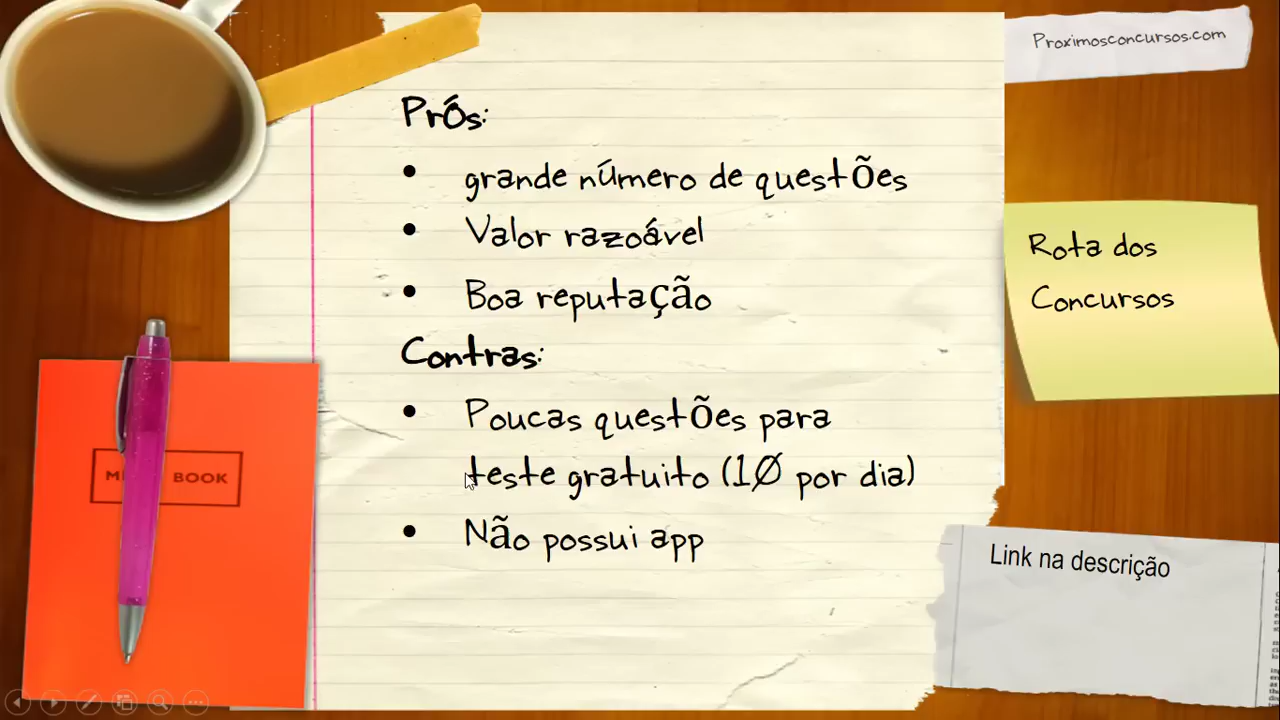 Proximosconcursos.com
Prós:
• grande número de questões
• Valor razoável
• Boa reputação
Contras:
• Poucas questões para
teste gratuito (10 por dia)
• Não possui app
Rota dos
Concursos
Link na descrição
BOOK